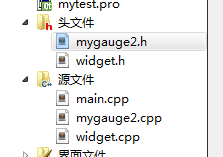 mytest.pro
头文件
mygauge2.h
widget.h
源文件
main.cpp
mygauge2.cpp
widget.cpp
界面文件